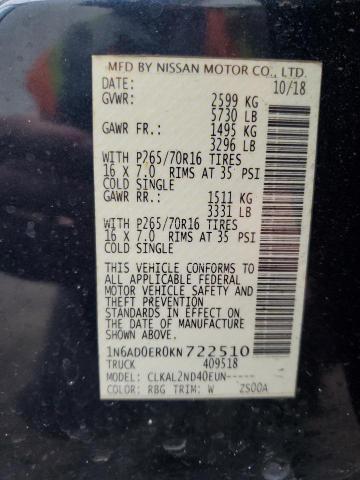 MFD BY NISSAN MOTOR CO., LTD.
DATE: 10/18
GVWR: 2599 KG
5730 LB
GAWR FR.: 1495 KG
3296 LB
WITH P265/70R16 TIRES
16 X 7.0 RIMS AT 35 PSI
COLD SINGLE
GAWR RR.: 1511 KG
3331 LB
WITH P265/70R16 TIRES
16 X 7.0 RIMS AT 35 PSI
COLD SINGLE
THIS VEHICLE CONFORMS TO
ALL APPLICABLE FEDERAL
MOTOR VEHICLE SAFETY AND
THEFT PREVENTION
STANDARDS IN EFFECT ON
THE DATE OF MANUFACTURE
SHOWN ABOVE.
1N6AD0ER0KN722510
TRUCK 409518
MODEL: CLKAL2ND40EUN-----
COLOR: RBG TRIM: W ZS00A